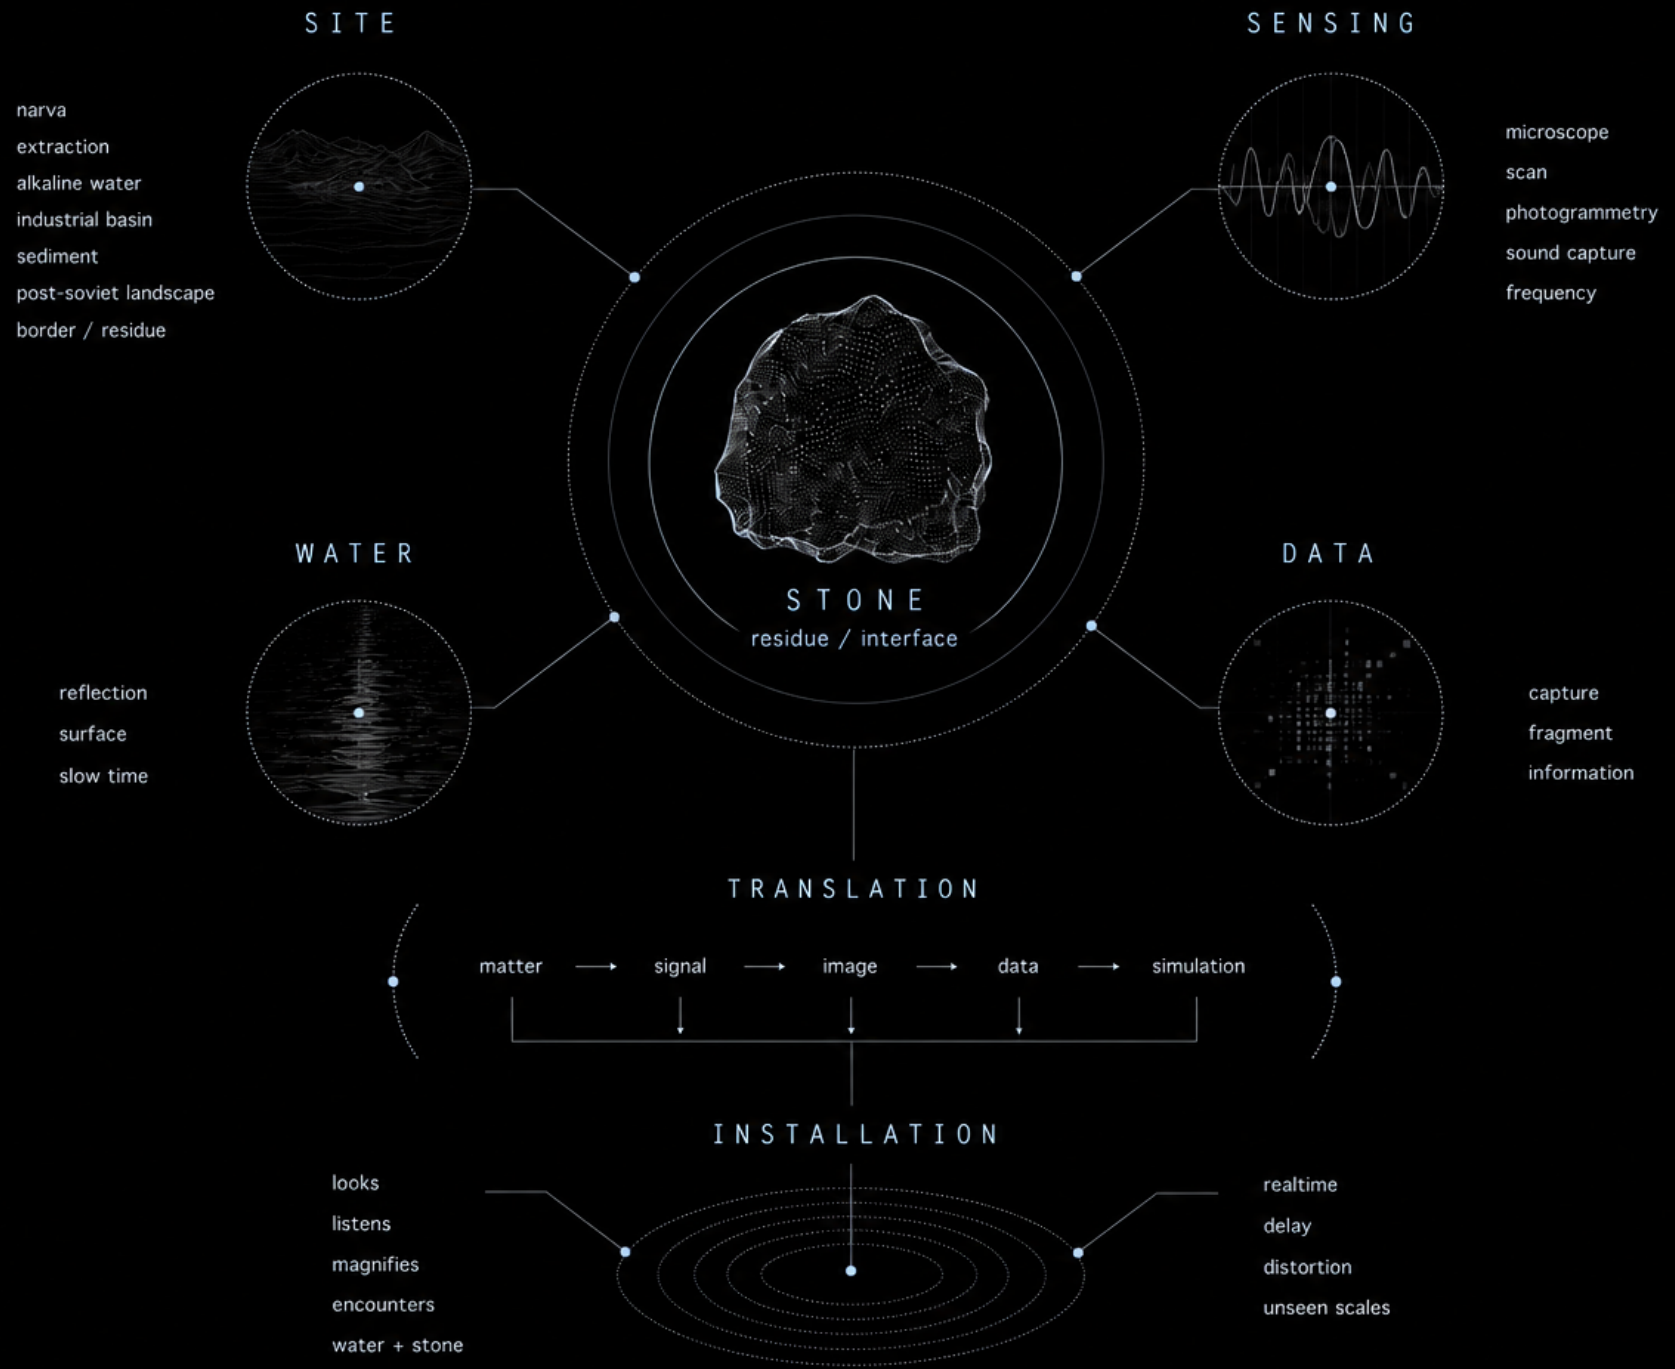 SITE
narva
extraction
alkaline water
industrial basin
sediment
post-soviet landscape
border / residue
SENSING
microscope
scan
photogrammetry
sound capture
frequency
STONE
residue / interface
WATER
reflection
surface
slow time
DATA
capture
fragment
information
TRANSLATION
matter
signal
image
data
simulation
INSTALLATION
looks
listens
magnifies
encounters
water + stone
realtime
delay
distortion
unseen scales